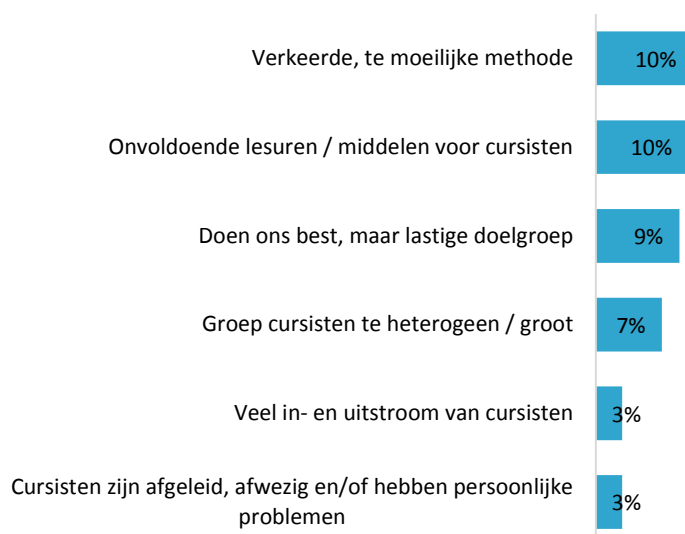 Verkeerde, te moeilijke methode 10%
Onvoldoende lesuren / middelen voor cursisten 10%
Doen ons best, maar lastige doelgroep 9%
Groep cursisten te heterogeen / groot 7%
Veel in- en uitstroom van cursisten 3%
Cursisten zijn afgeleid, afwezig en/of hebben persoonlijke
problemen 3%